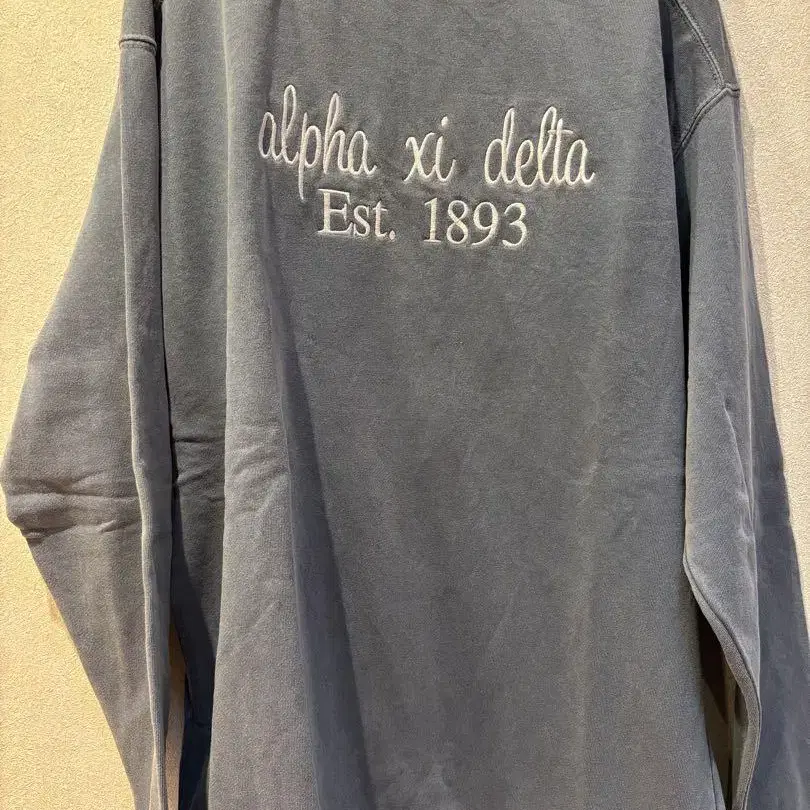 alpha xi delta
Est. 1893